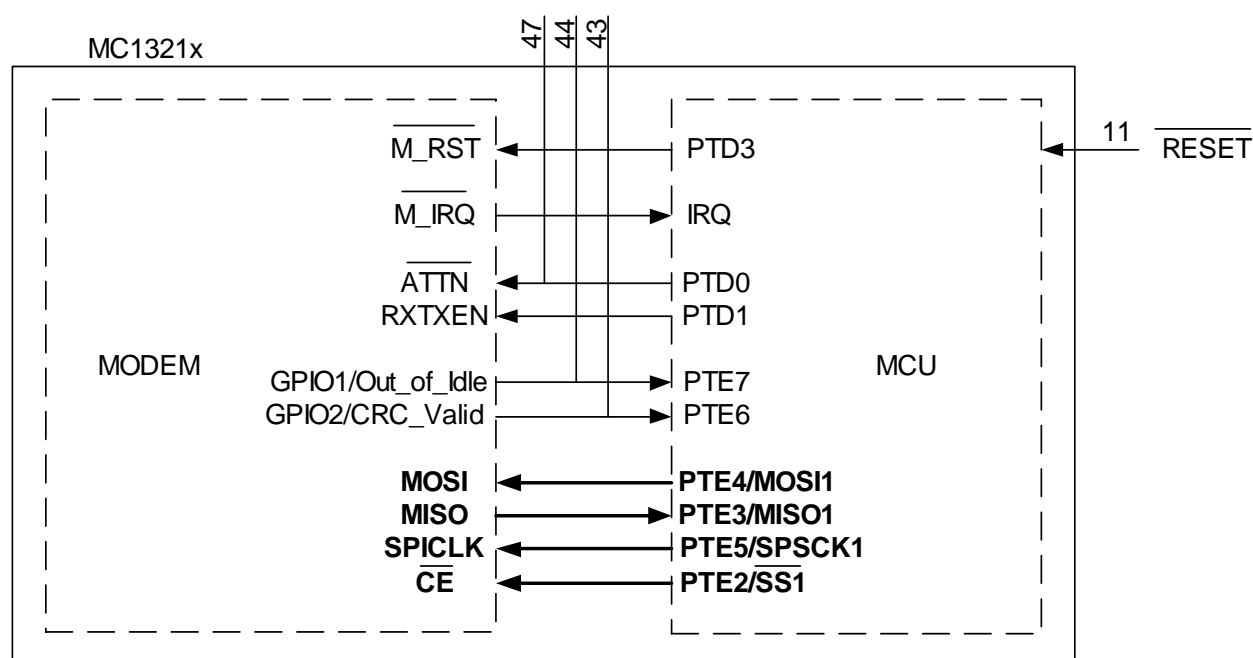 47 44 43
MC1321x
M_RST PTD3 11 RESET
M_IRQ IRQ
ATTN PTD0
RXTXEN PTD1
MODEM MCU
GPIO1/Out_of_Idle PTE7
GPIO2/CRC_Valid PTE6
MOSI PTE4/MOSI1
MISO PTE3/MISO1
SPICLK PTE5/SPSCK1
CE PTE2/SS1